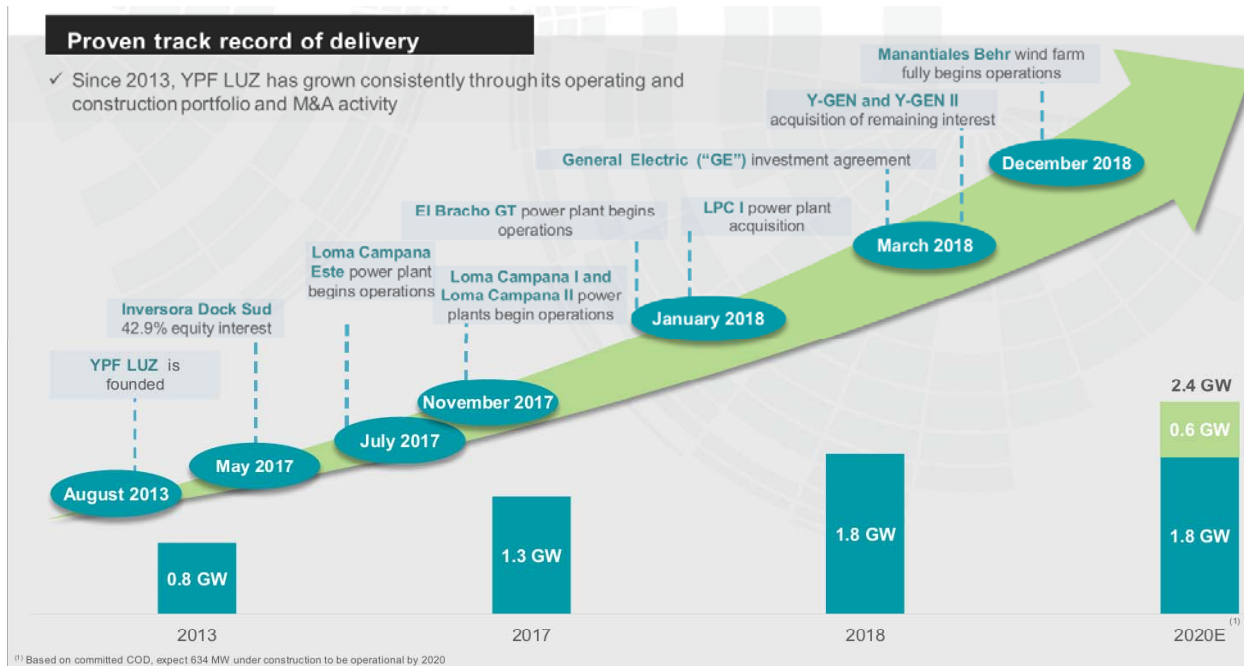 Proven track record of delivery
✓ Since 2013, YPF LUZ has grown consistently through its operating and
construction portfolio and M&A activity
Manantiales Behr wind farm
fully begins operations
Y-GEN and Y-GEN II
acquisition of remaining interest
General Electric (“GE”) investment agreement
El Bracho GT power plant begins
operations
LPC I power plant
acquisition
Loma Campana
Este power plant
begins operations
Loma Campana I and
Loma Campana II power
plants begin operations
Inversora Dock Sud
42.9% equity interest
YPF LUZ is
founded
August 2013
May 2017
July 2017
November 2017
January 2018
March 2018
December 2018
0.8 GW
1.3 GW
1.8 GW
2.4 GW
0.6 GW
1.8 GW
2013
2017
2018
2020E (1)
(1) Based on committed COD, expect 634 MW under construction to be operational by 2020